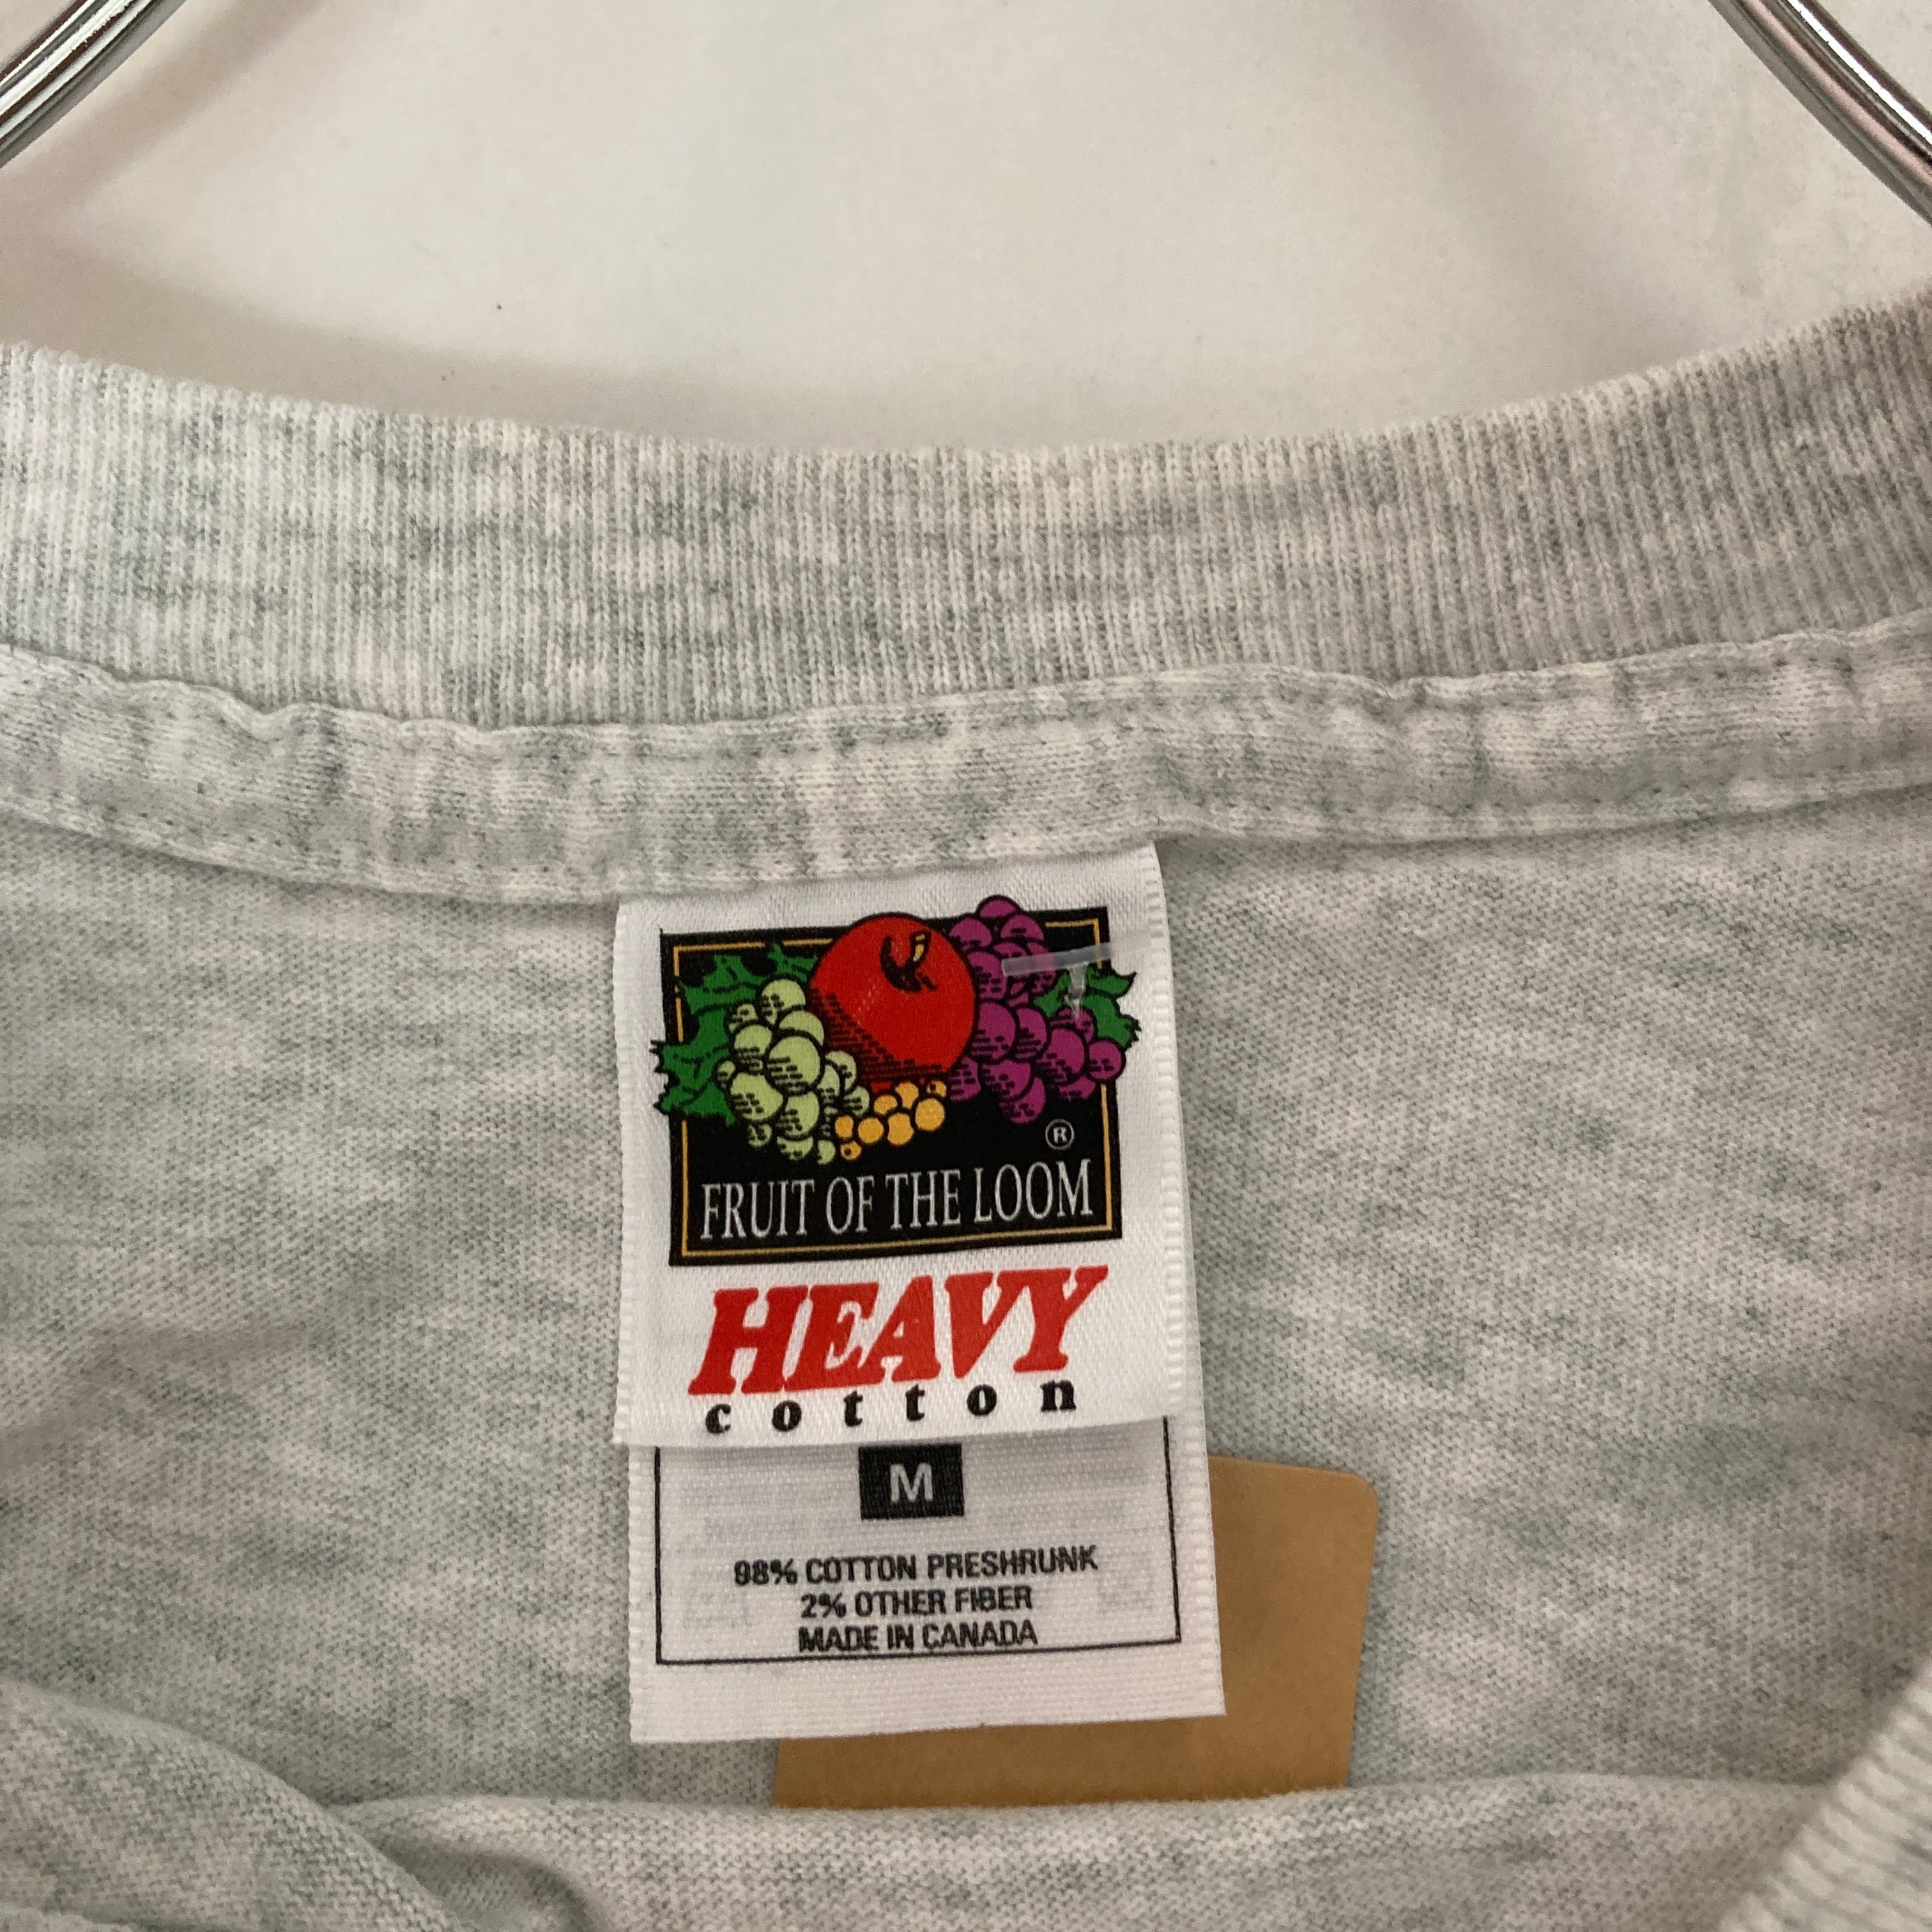 ®
FRUIT OF THE LOOM
HEAVY
cotton
M
98% COTTON PRESHRUNK
2% OTHER FIBER
MADE IN CANADA